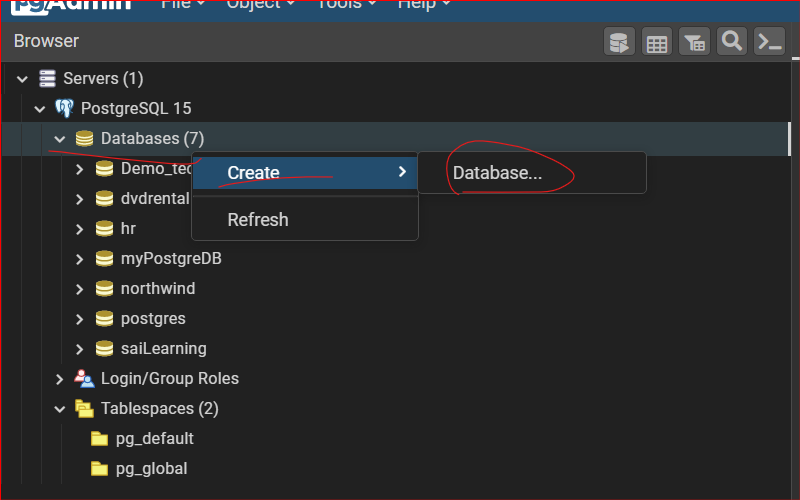 pgAdmin File Object Tools Help
Browser
Servers (1)
PostgreSQL 15
Databases (7)
Create Database...
Demo_tec
dvdrental
Refresh
hr
myPostgreDB
northwind
postgres
saiLearning
Login/Group Roles
Tablespaces (2)
pg_default
pg_global